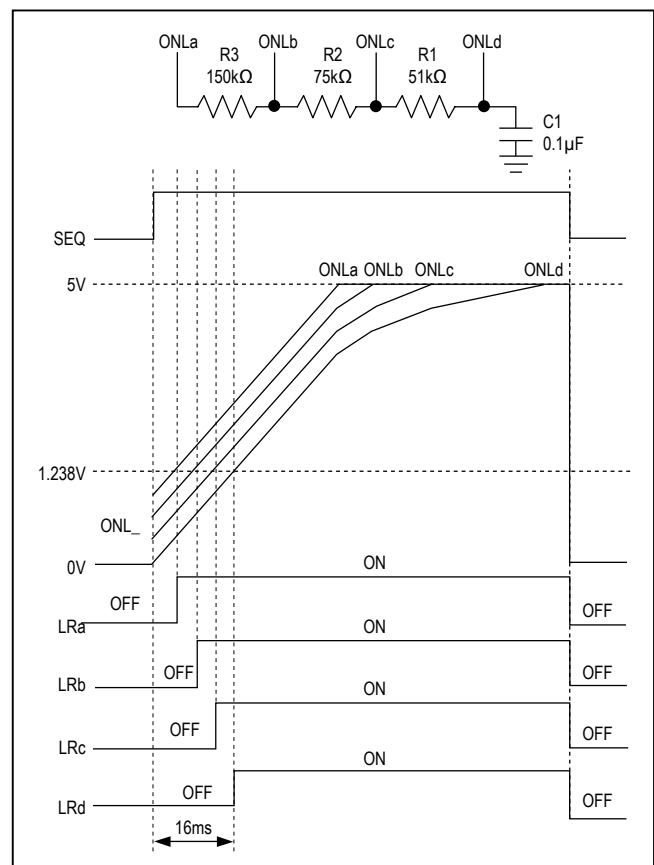 ONLa ONLb ONLc ONLd
R3 R2 R1
150kΩ 75kΩ 51kΩ
C1
0.1µF
SEQ
ONLa ONLb ONLc ONLd
5V
1.238V
ONL_
0V
ON
OFF OFF
LRa
ON
OFF OFF
LRb
ON
OFF OFF
LRc
ON
OFF OFF
LRd
16ms